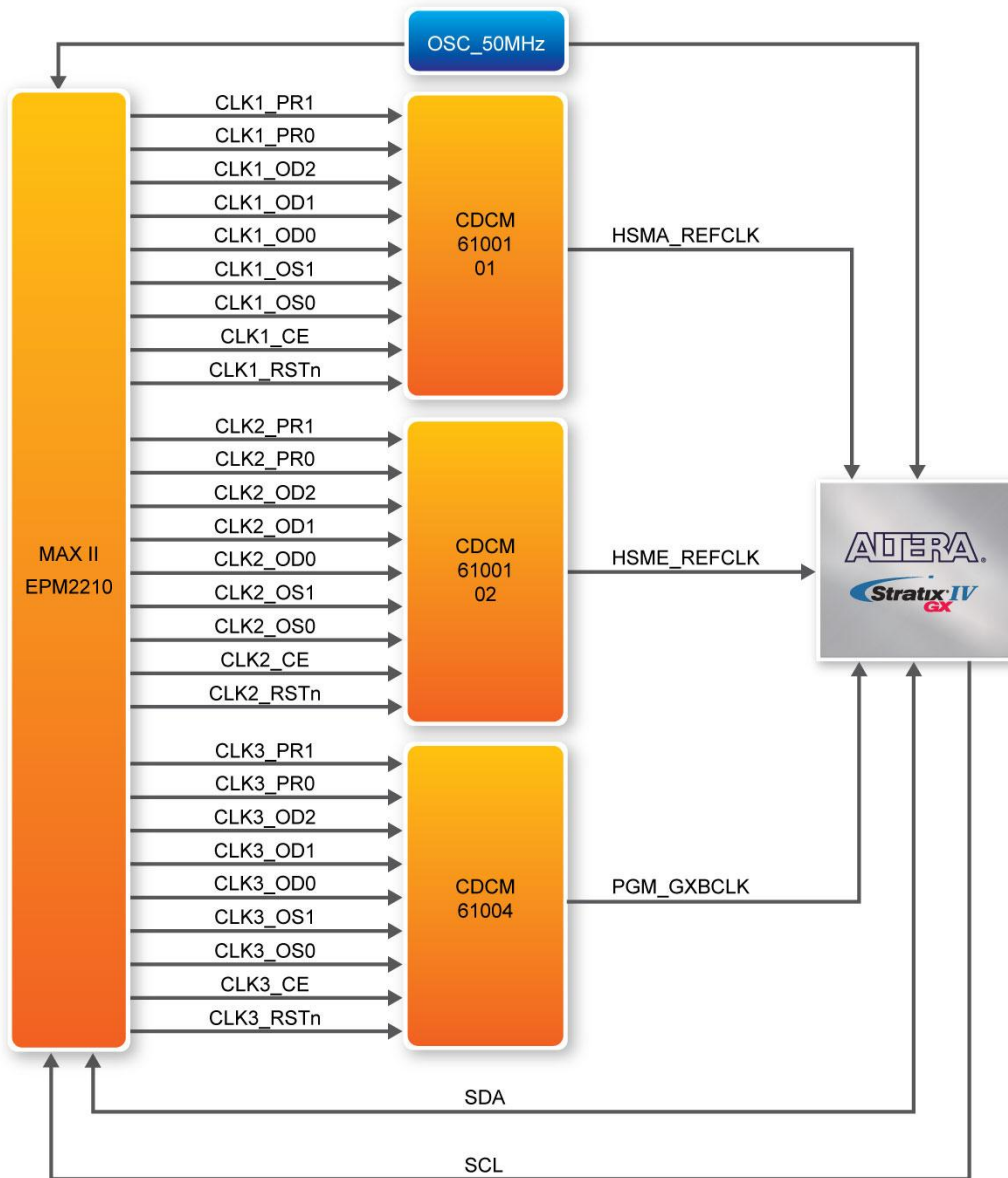 OSC_50MHz
MAX II
EPM2210
CLK1_PR1
CLK1_PR0
CLK1_OD2
CLK1_OD1
CLK1_OD0
CLK1_OS1
CLK1_OS0
CLK1_CE
CLK1_RSTn
CDCM
61001
01
HSMA_REFCLK
CLK2_PR1
CLK2_PR0
CLK2_OD2
CLK2_OD1
CLK2_OD0
CLK2_OS1
CLK2_OS0
CLK2_CE
CLK2_RSTn
CDCM
61001
02
HSME_REFCLK
ALTERA®
Stratix® IV
GX
CLK3_PR1
CLK3_PR0
CLK3_OD2
CLK3_OD1
CLK3_OD0
CLK3_OS1
CLK3_OS0
CLK3_CE
CLK3_RSTn
CDCM
61004
PGM_GXBCLK
SDA
SCL